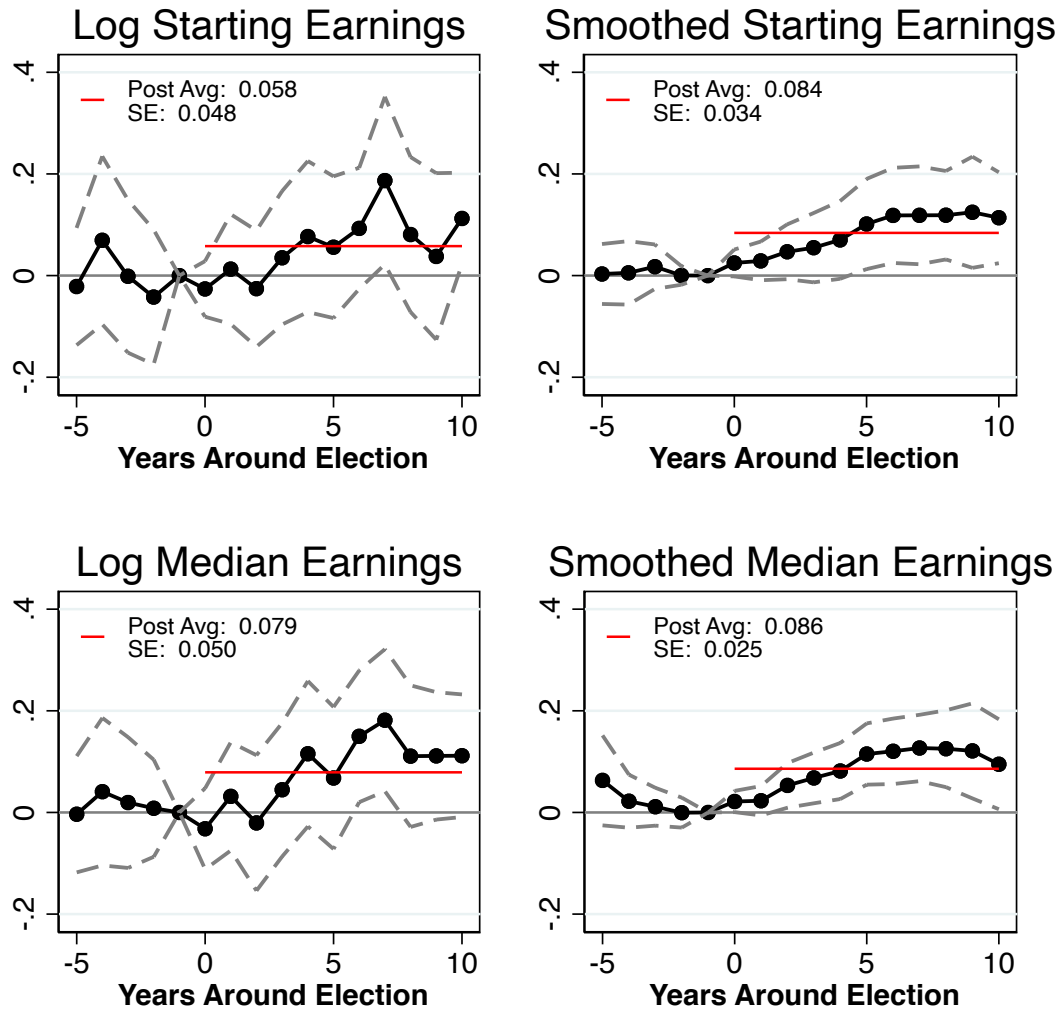 Log Starting Earnings
.4
.2
0
-.2
Post Avg: 0.058
SE: 0.048
-5 0 5 10
Years Around Election
Smoothed Starting Earnings
.4
.2
0
-.2
Post Avg: 0.084
SE: 0.034
-5 0 5 10
Years Around Election
Log Median Earnings
.4
.2
0
-.2
Post Avg: 0.079
SE: 0.050
-5 0 5 10
Years Around Election
Smoothed Median Earnings
.4
.2
0
-.2
Post Avg: 0.086
SE: 0.025
-5 0 5 10
Years Around Election